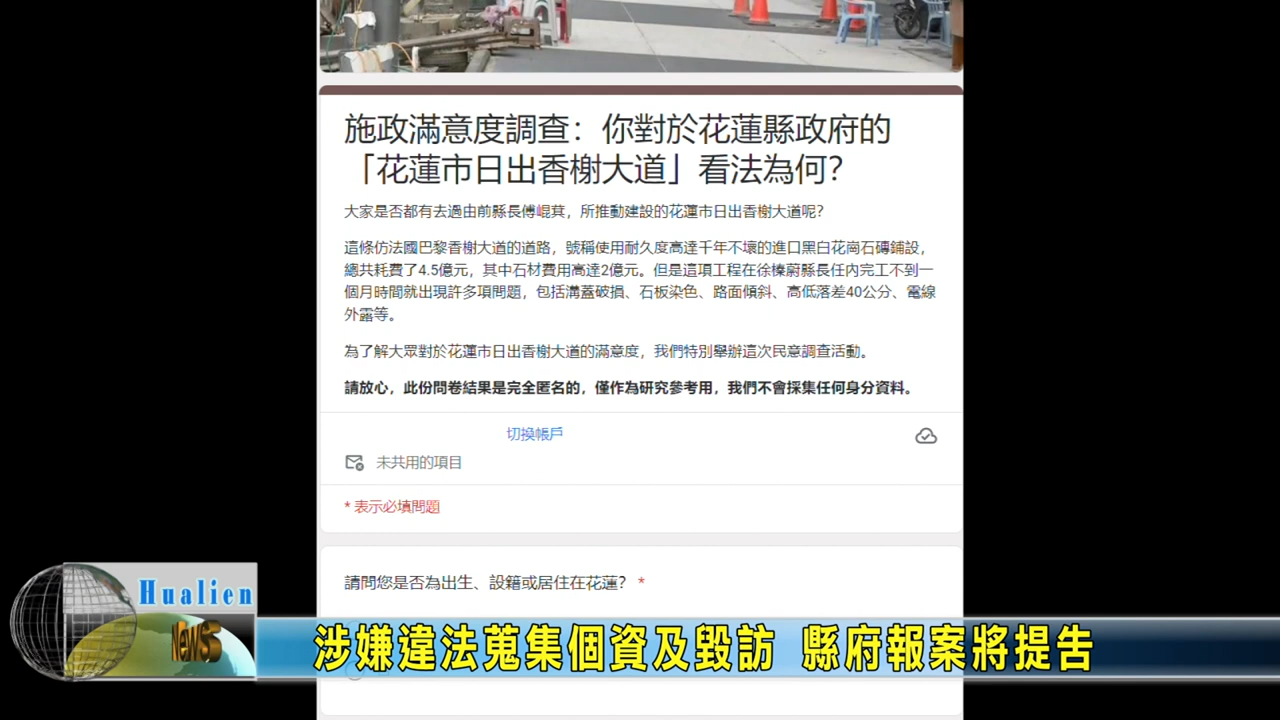 施政滿意度調查：你對於花蓮縣政府的
「花蓮市日出香榭大道」看法為何？
大家是否都有去過由前縣長傅崐萁，所推動建設的花蓮市日出香榭大道呢？
這條仿法國巴黎香榭大道的道路，號稱使用耐久度高達千年不壞的進口黑白花崗石磚鋪設，
總共耗費了4.5億元，其中石材費用高達2億元。但是這項工程在徐榛蔚縣長任內完工不到一
個月時間就出現許多項問題，包括溝蓋破損、石板染色、路面傾斜、高低落差40公分、電線
外露等。
為了解大眾對於花蓮市日出香榭大道的滿意度，我們特別舉辦這次民意調查活動。
請放心，此份問卷結果是完全匿名的，僅作為研究參考用，我們不會採集任何身分資料。
切換帳戶
未共用的項目
* 表示必填問題
請問您是否為出生、設籍或居住在花蓮？ *
Hualien
NewSS
涉嫌違法蒐集個資及毀訪 縣府報案將提告